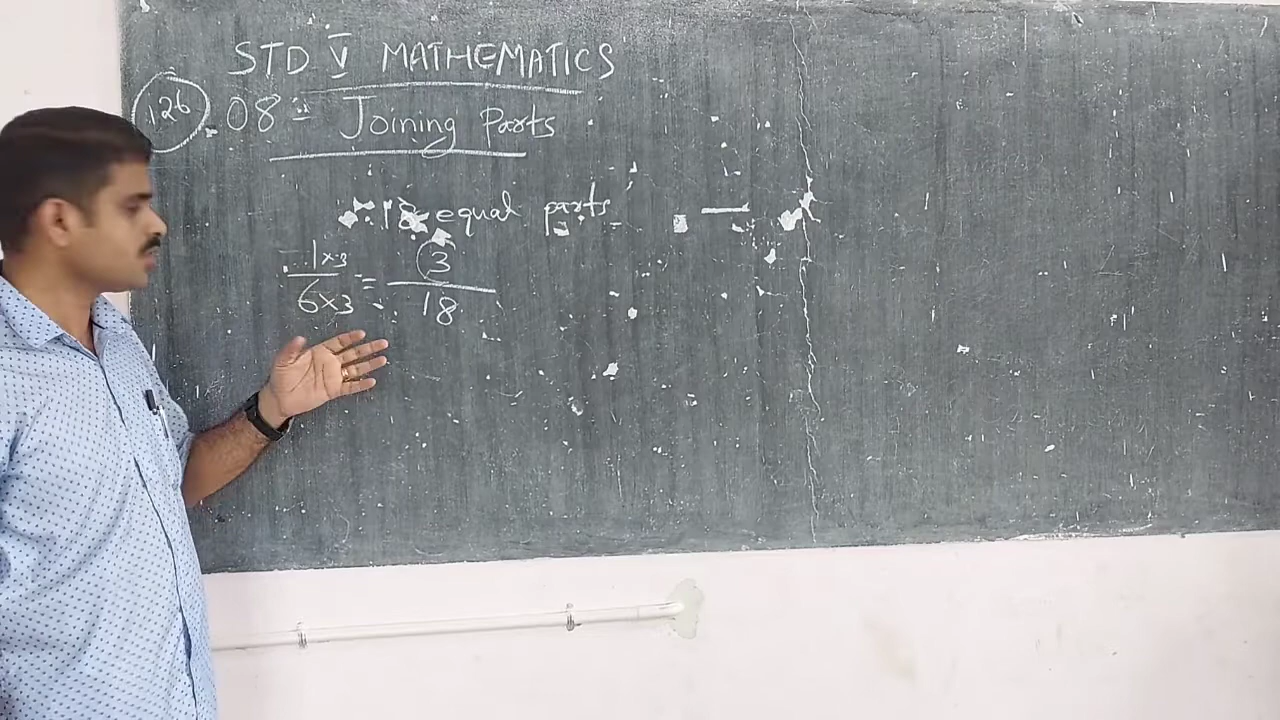 STD V MATHEMATICS
126 08 = Joining Parts
18 equal parts
1×3 / 6×3 = 3 / 18